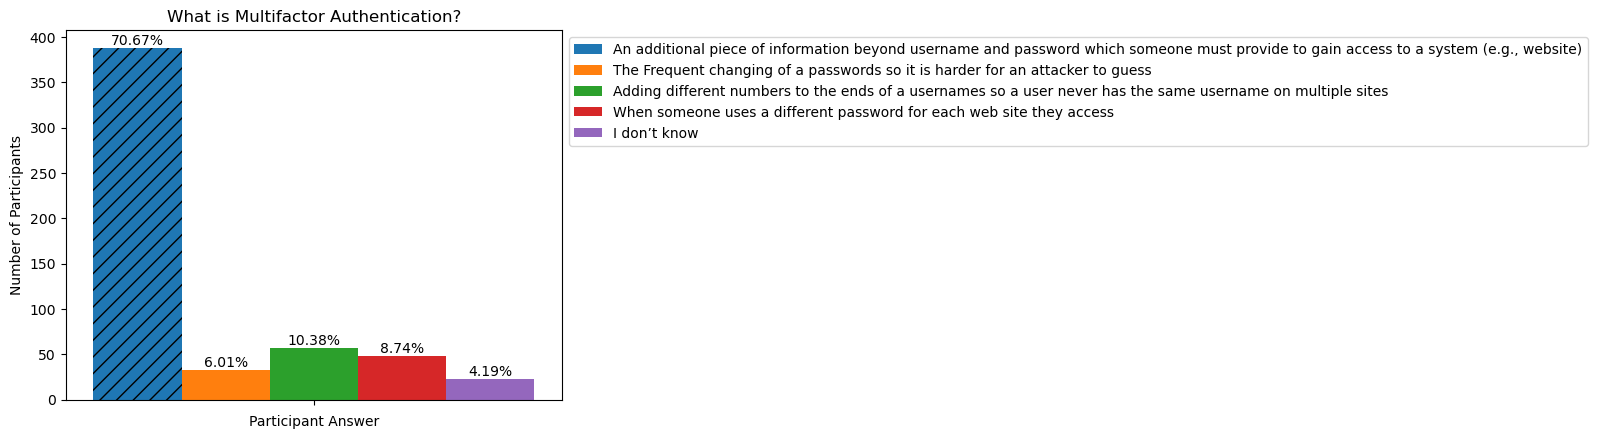 What is Multifactor Authentication?
400
350
300
250
200
150
100
50
0
Number of Participants
70.67%
6.01%
10.38%
8.74%
4.19%
Participant Answer
An additional piece of information beyond username and password which someone must provide to gain access to a system (e.g., website)
The Frequent changing of a passwords so it is harder for an attacker to guess
Adding different numbers to the ends of a usernames so a user never has the same username on multiple sites
When someone uses a different password for each web site they access
I don’t know